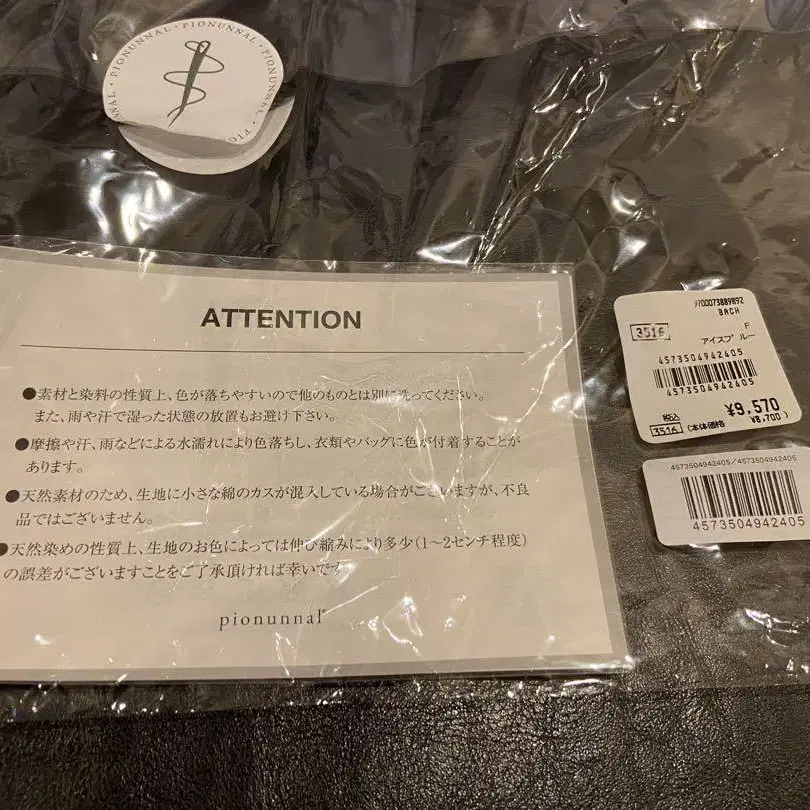 ・PIONUNNAL・PIONUNNAL・
ATTENTION
●素材と染料の性質上、色が落ちやすいので他のものとは別に洗ってください。
また、雨や汗で湿った状態の放置もお避け下さい。
●摩擦や汗、雨などによる水濡れにより色落ちし、衣類やバッグに色が付着することが
あります。
●天然素材のため、生地に小さな綿のカスが混入している場合がございますが、不良
品ではございません。
●天然染めの性質上、生地のお色によっては伸び縮みにより多少(1〜2センチ程度)
の誤差がございますことをご了承頂ければ幸いです
pionunnal®
BACH
3516
F
アイスブルー
4573504942405
4573504942405
¥9,570
税込
3516
(本体価格
¥8,700)
4573504942405/4573504942405
4573504942405